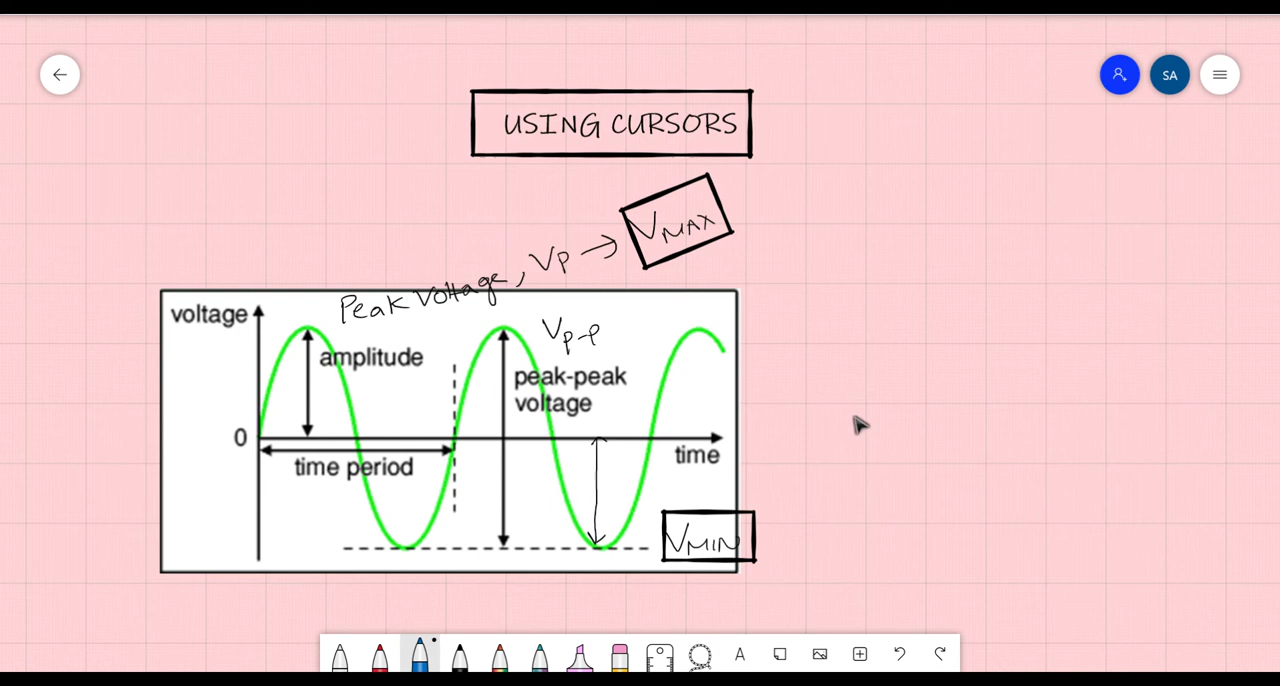 SA
USING CURSORS
VMAX
Peak Voltage, Vp →
voltage
Vp-p
amplitude
peak-peak
voltage
0
time
time period
VMIN
A